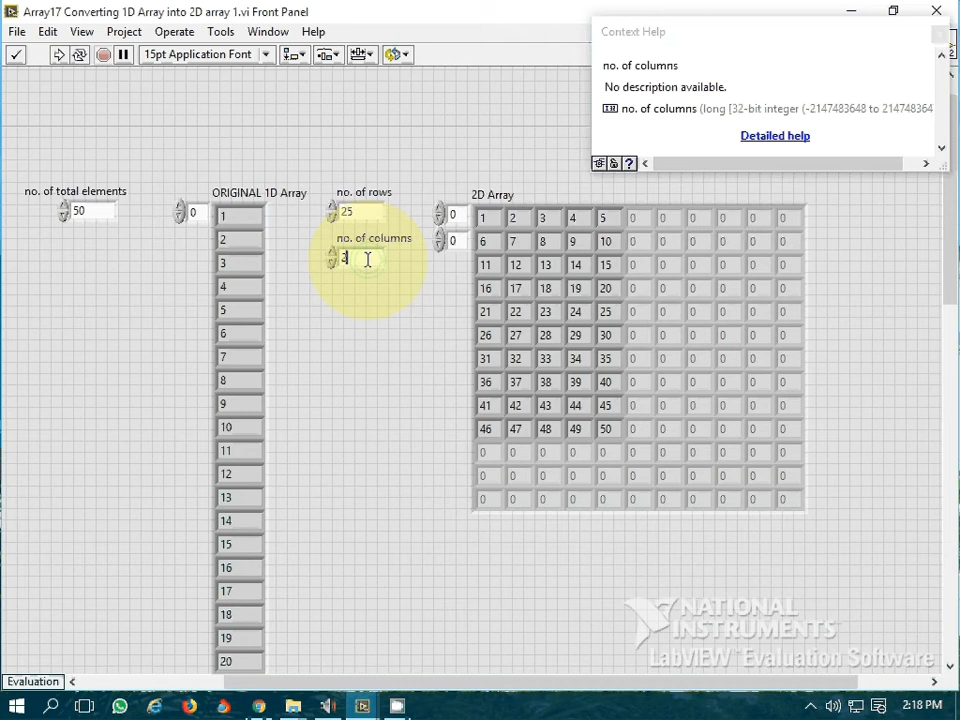 Array17 Converting 1D Array into 2D array 1.vi Front Panel
File Edit View Project Operate Tools Window Help
15pt Application Font
Context Help
no. of columns
No description available.
no. of columns (long [32-bit integer (-2147483648 to 214748364
Detailed help
?
no. of total elements
50
0
ORIGINAL 1D Array
1
2
3
4
5
6
7
8
9
10
11
12
13
14
15
16
17
18
19
20
no. of rows
25
no. of columns
2
2D Array
0
0
1 2 3 4 5 0 0 0 0 0 0
6 7 8 9 10 0 0 0 0 0 0
11 12 13 14 15 0 0 0 0 0 0
16 17 18 19 20 0 0 0 0 0 0
21 22 23 24 25 0 0 0 0 0 0
26 27 28 29 30 0 0 0 0 0 0
31 32 33 34 35 0 0 0 0 0 0
36 37 38 39 40 0 0 0 0 0 0
41 42 43 44 45 0 0 0 0 0 0
46 47 48 49 50 0 0 0 0 0 0
0 0 0 0 0 0 0 0 0 0 0
0 0 0 0 0 0 0 0 0 0 0
0 0 0 0 0 0 0 0 0 0 0
NATIONAL
INSTRUMENTS
LabVIEW Evaluation Software
Evaluation
2:18 PM